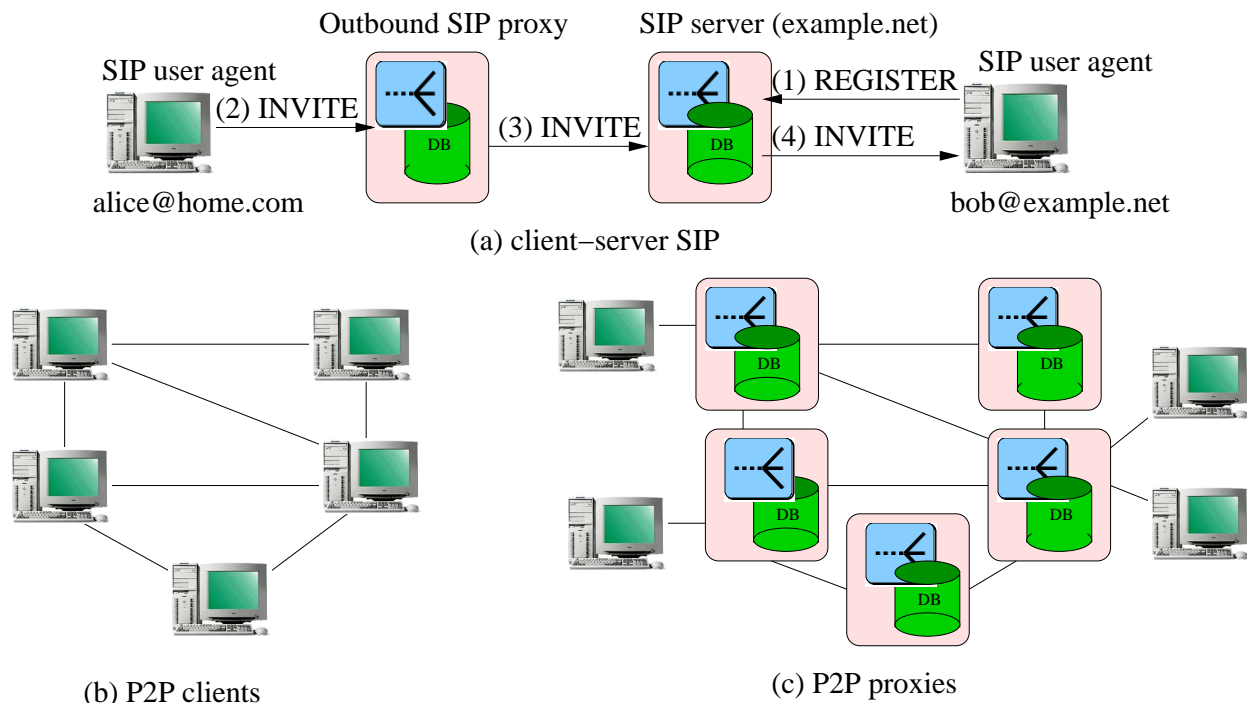 Outbound SIP proxy
SIP server (example.net)
SIP user agent
(1) REGISTER
SIP user agent
(2) INVITE
(3) INVITE
(4) INVITE
DB
DB
alice@home.com
bob@example.net
(a) client−server SIP
DB
DB
DB
DB
DB
(b) P2P clients
(c) P2P proxies